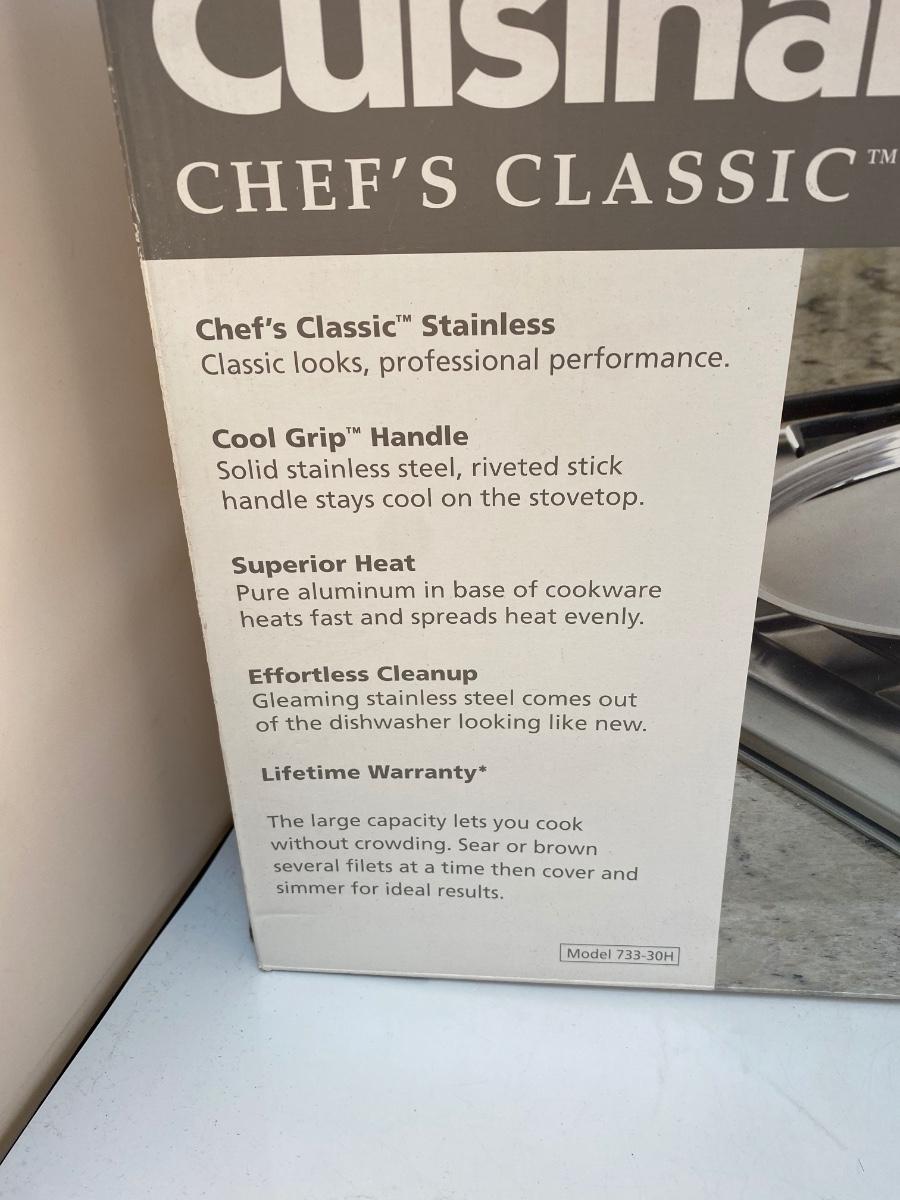 Cuisina
CHEF'S CLASSIC™
Chef's Classic™ Stainless
Classic looks, professional performance.
Cool Grip™ Handle
Solid stainless steel, riveted stick
handle stays cool on the stovetop.
Superior Heat
Pure aluminum in base of cookware
heats fast and spreads heat evenly.
Effortless Cleanup
Gleaming stainless steel comes out
of the dishwasher looking like new.
Lifetime Warranty*
The large capacity lets you cook
without crowding. Sear or brown
several filets at a time then cover and
simmer for ideal results.
Model 733-30H